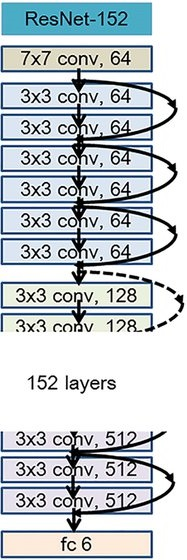 ResNet-152
7x7 conv, 64
3x3 conv, 64
3x3 conv, 64
3x3 conv, 64
3x3 conv, 64
3x3 conv, 64
3x3 conv, 64
3x3 conv, 128
3x3 conv, 128
152 layers
3x3 conv, 512
3x3 conv, 512
3x3 conv, 512
fc 6